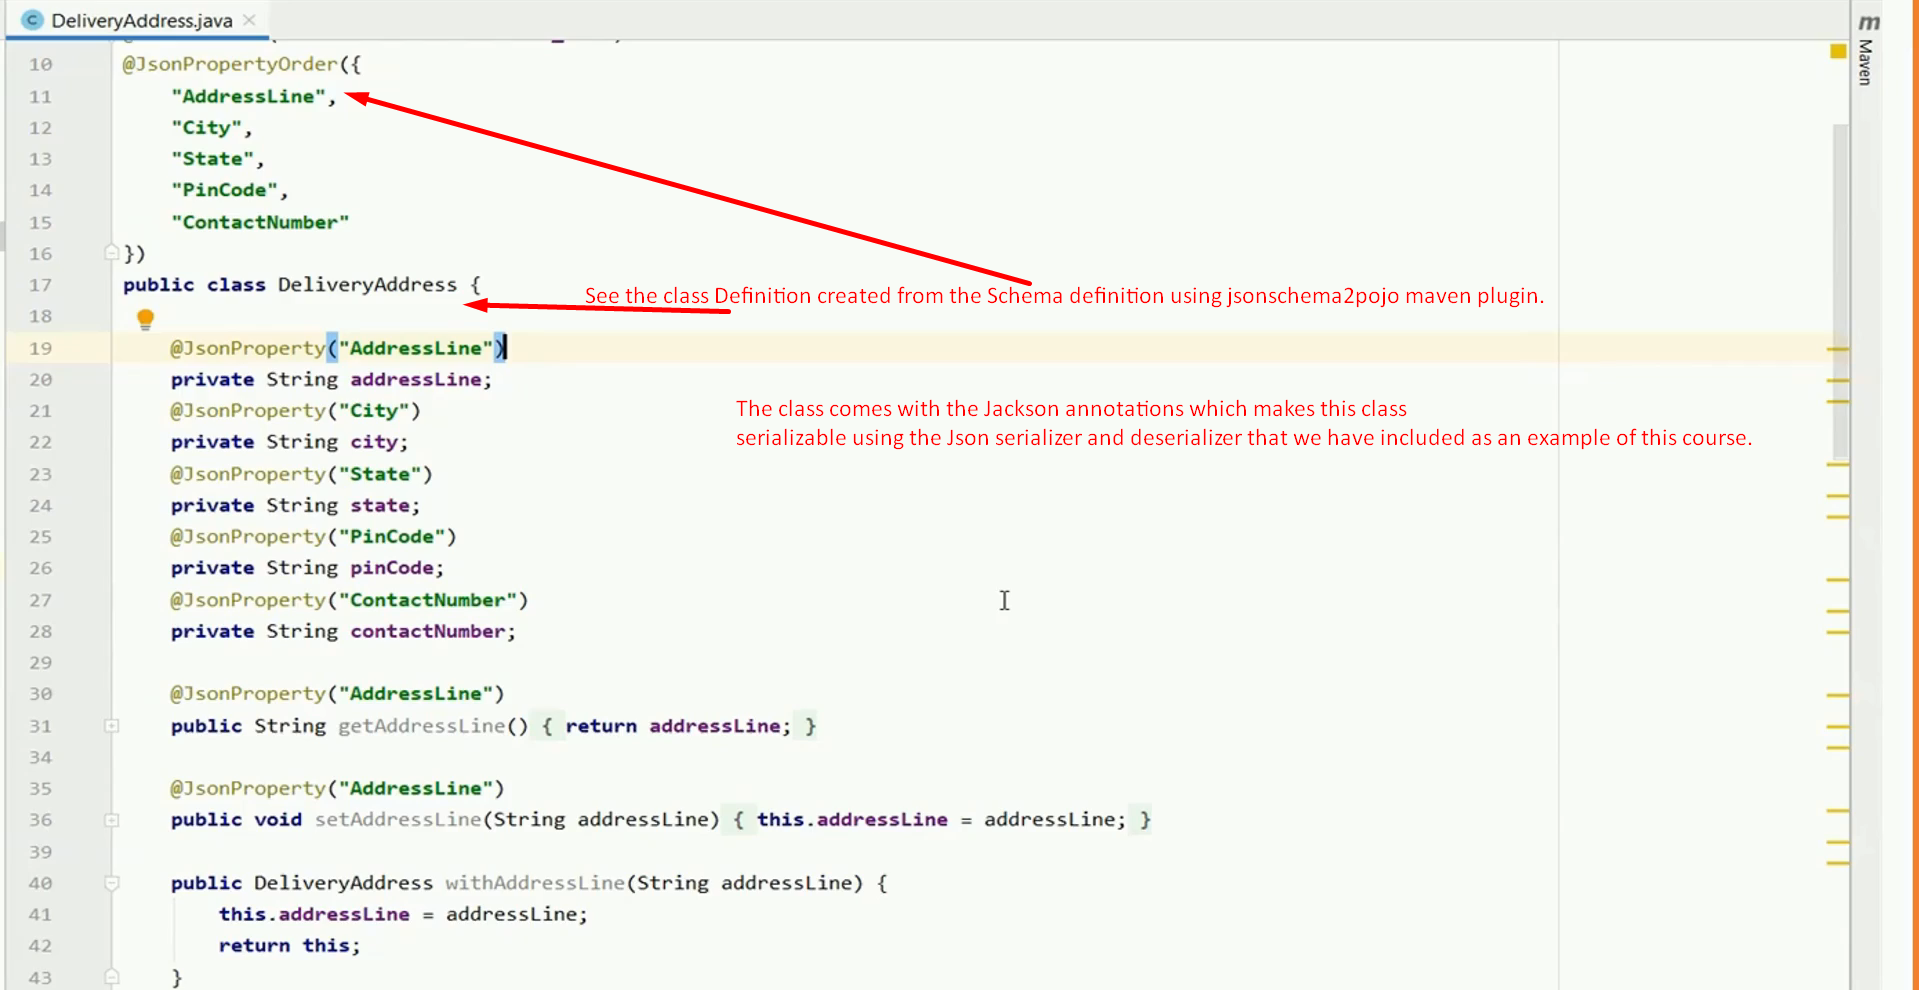 DeliveryAddress.java
m
Maven
10 @JsonPropertyOrder({
11 "AddressLine",
12 "City",
13 "State",
14 "PinCode",
15 "ContactNumber"
16 })
17 public class DeliveryAddress {
See the class Definition created from the Schema definition using jsonschema2pojo maven plugin.
18
19 @JsonProperty("AddressLine")
20 private String addressLine;
21 @JsonProperty("City")
The class comes with the Jackson annotations which makes this class
22 private String city;
serializable using the Json serializer and deserializer that we have included as an example of this course.
23 @JsonProperty("State")
24 private String state;
25 @JsonProperty("PinCode")
26 private String pinCode;
27 @JsonProperty("ContactNumber")
28 private String contactNumber;
29
30 @JsonProperty("AddressLine")
31 public String getAddressLine() { return addressLine; }
34
35 @JsonProperty("AddressLine")
36 public void setAddressLine(String addressLine) { this.addressLine = addressLine; }
39
40 public DeliveryAddress withAddressLine(String addressLine) {
41 this.addressLine = addressLine;
42 return this;
43 }